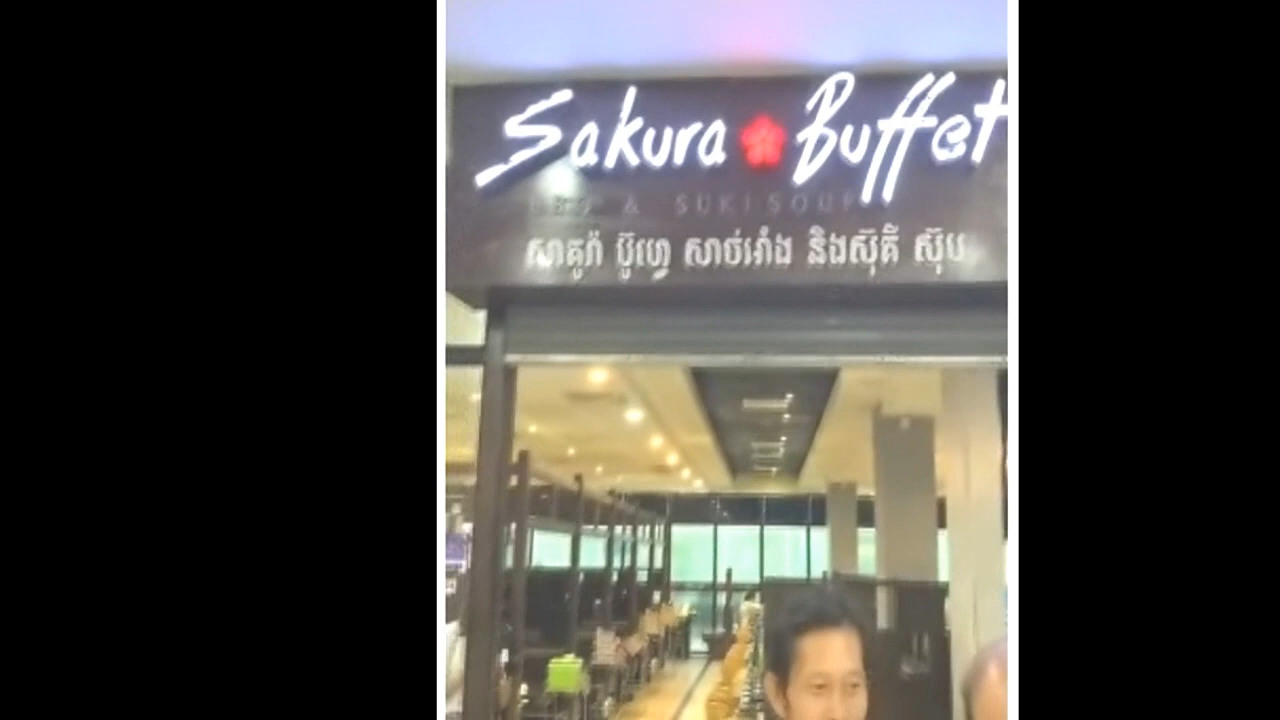 Sakura Buffet
BBQ & SUKI SOUP
សាគូរ៉ា ប៊ូហ្វេ សាច់អាំង និងស៊ុគី ស៊ុប